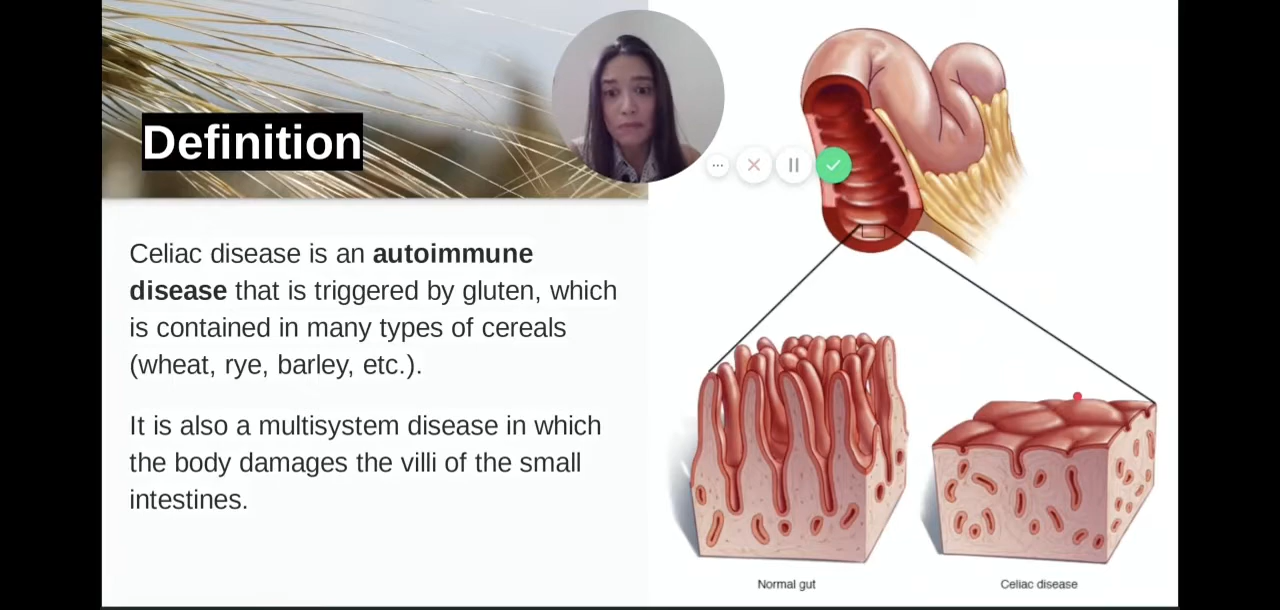 Definition
Celiac disease is an autoimmune
disease that is triggered by gluten, which
is contained in many types of cereals
(wheat, rye, barley, etc.).
It is also a multisystem disease in which
the body damages the villi of the small
intestines.
Normal gut
Celiac disease